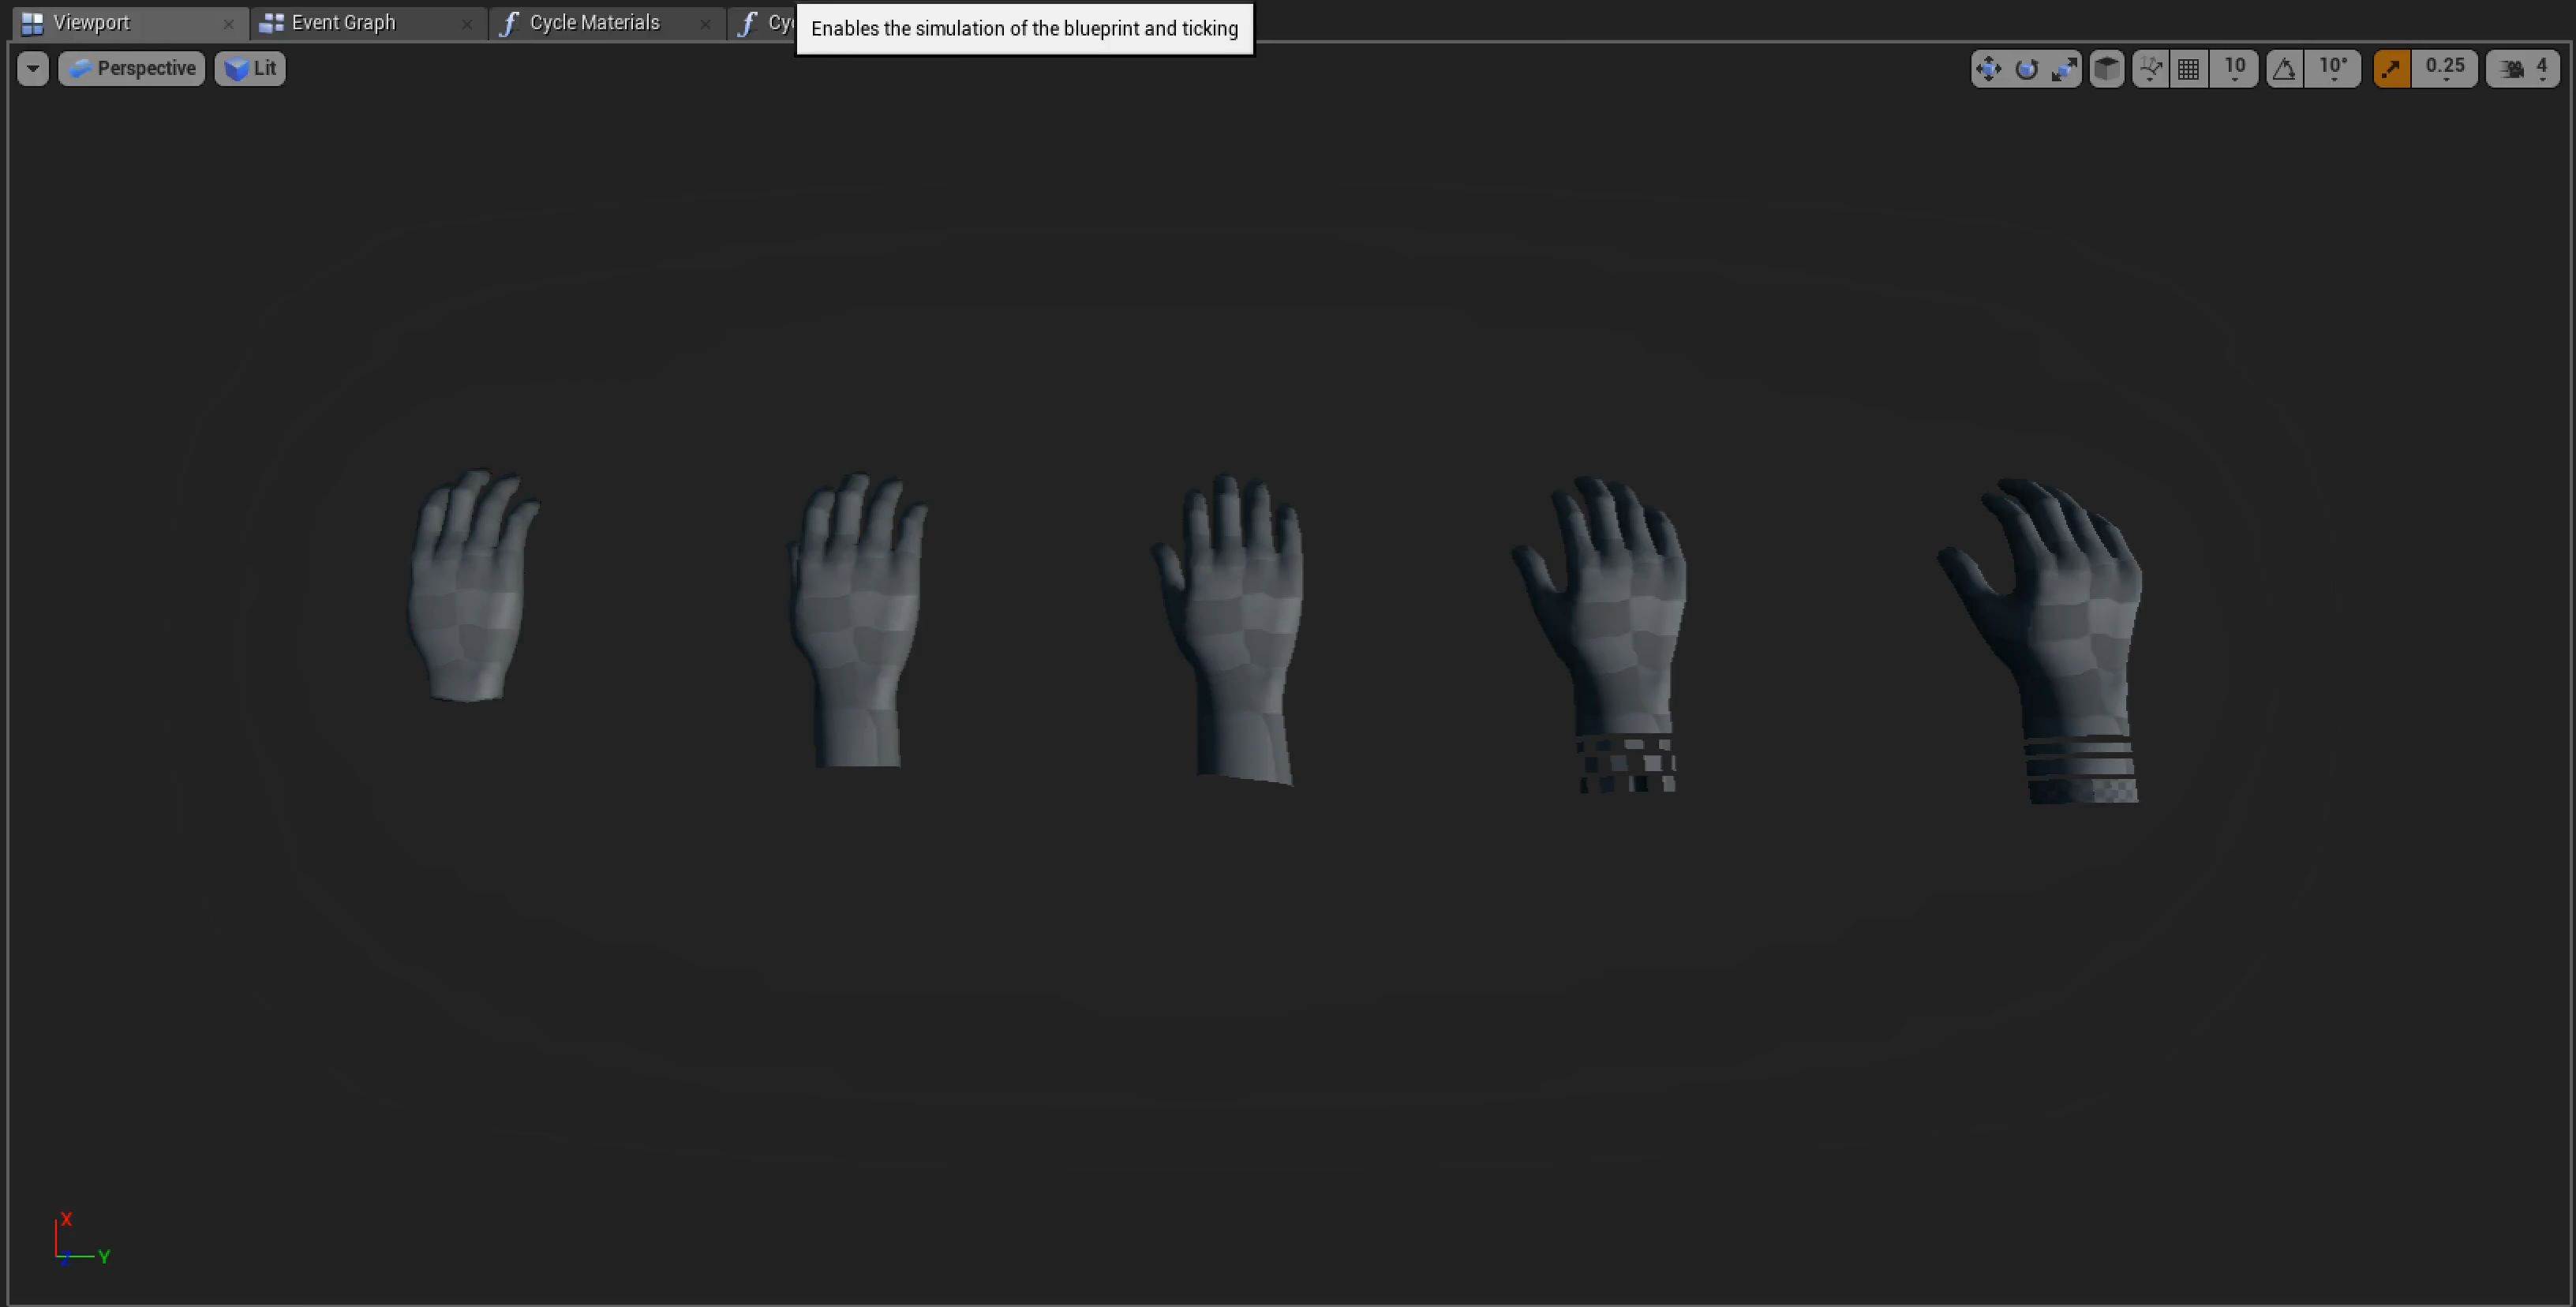 Viewport
Event Graph
Cycle Materials
Enables the simulation of the blueprint and ticking
Perspective
Lit
10
10°
0.25
4
X
Z
Y